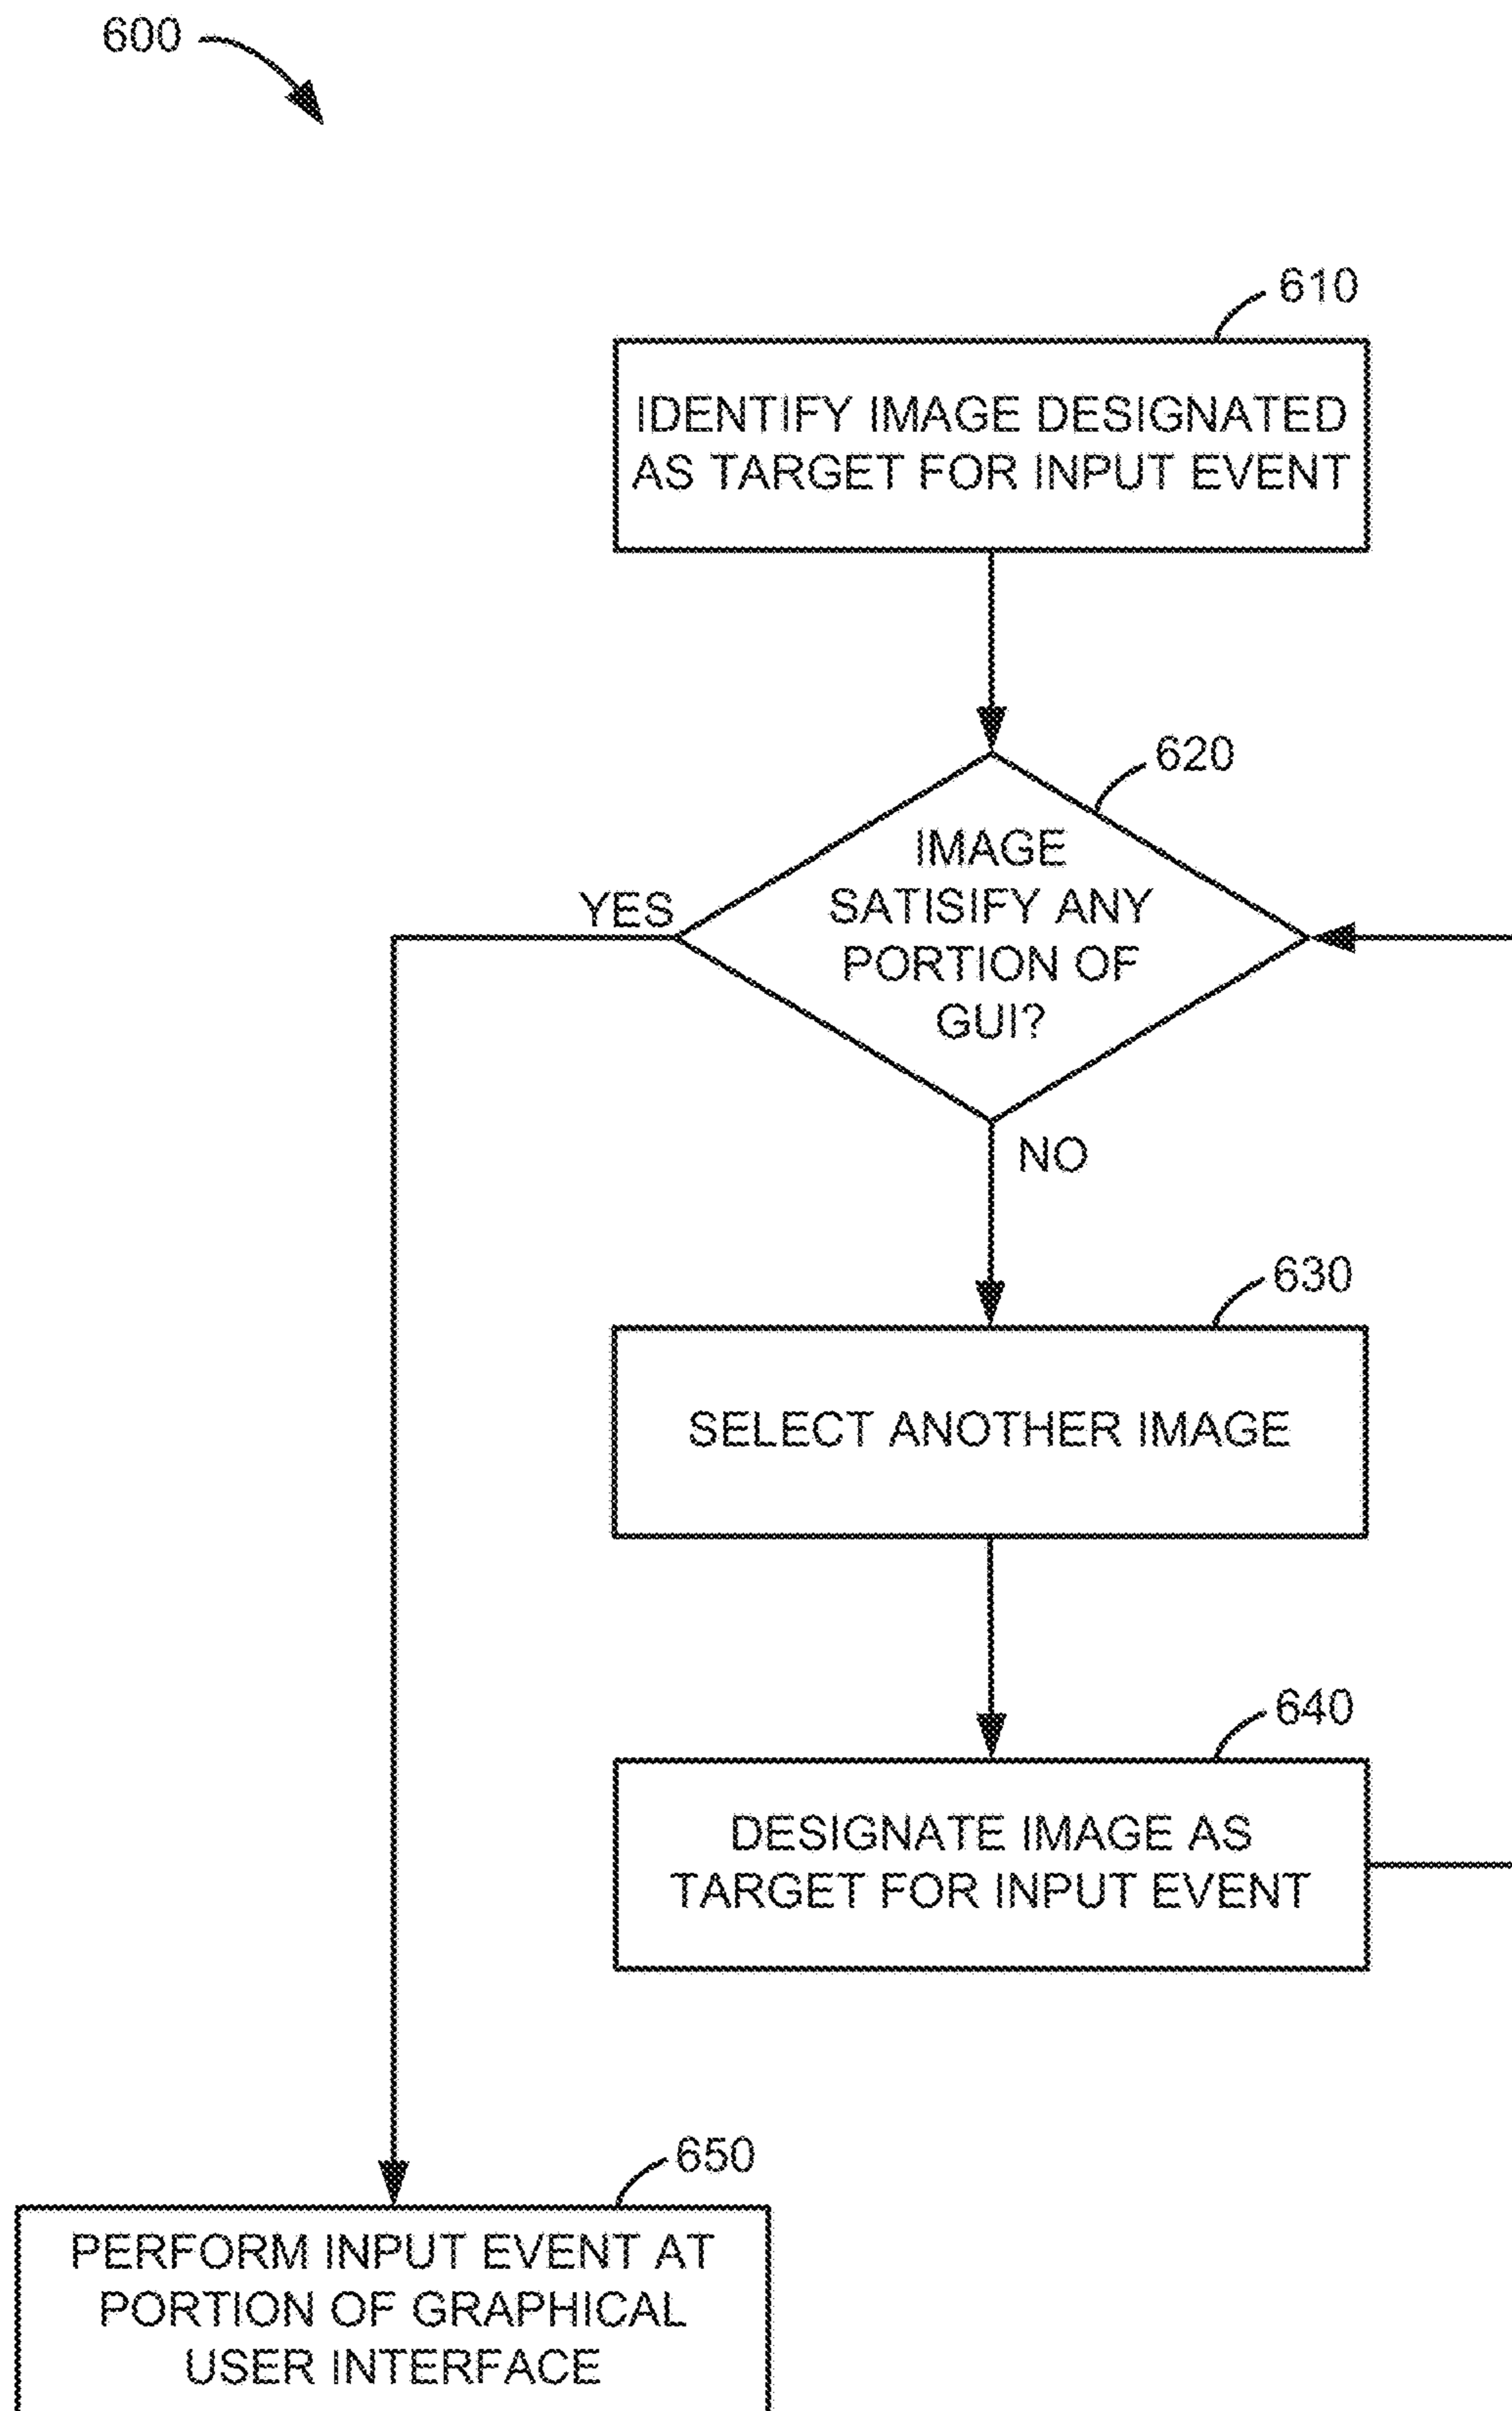 600
610
IDENTIFY IMAGE DESIGNATED
AS TARGET FOR INPUT EVENT
620
IMAGE
SATISIFY ANY
PORTION OF
GUI?
YES
NO
630
SELECT ANOTHER IMAGE
640
DESIGNATE IMAGE AS
TARGET FOR INPUT EVENT
650
PERFORM INPUT EVENT AT
PORTION OF GRAPHICAL
USER INTERFACE